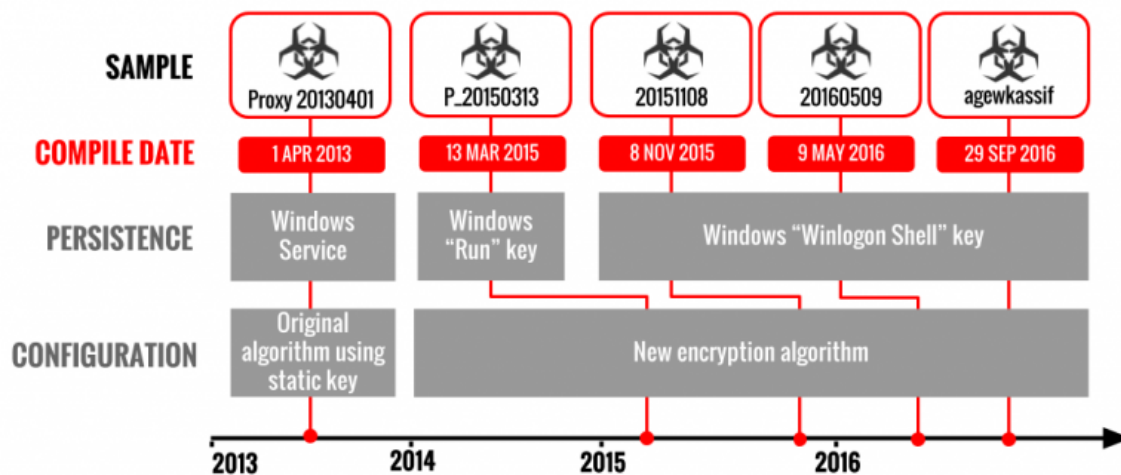 SAMPLE
Proxy 20130401
P_20150313
20151108
20160509
agewkassif
COMPILE DATE
1 APR 2013
13 MAR 2015
8 NOV 2015
9 MAY 2016
29 SEP 2016
PERSISTENCE
Windows
Service
Windows
“Run” key
Windows “Winlogon Shell” key
CONFIGURATION
Original
algorithm using
static key
New encryption algorithm
2013
2014
2015
2016